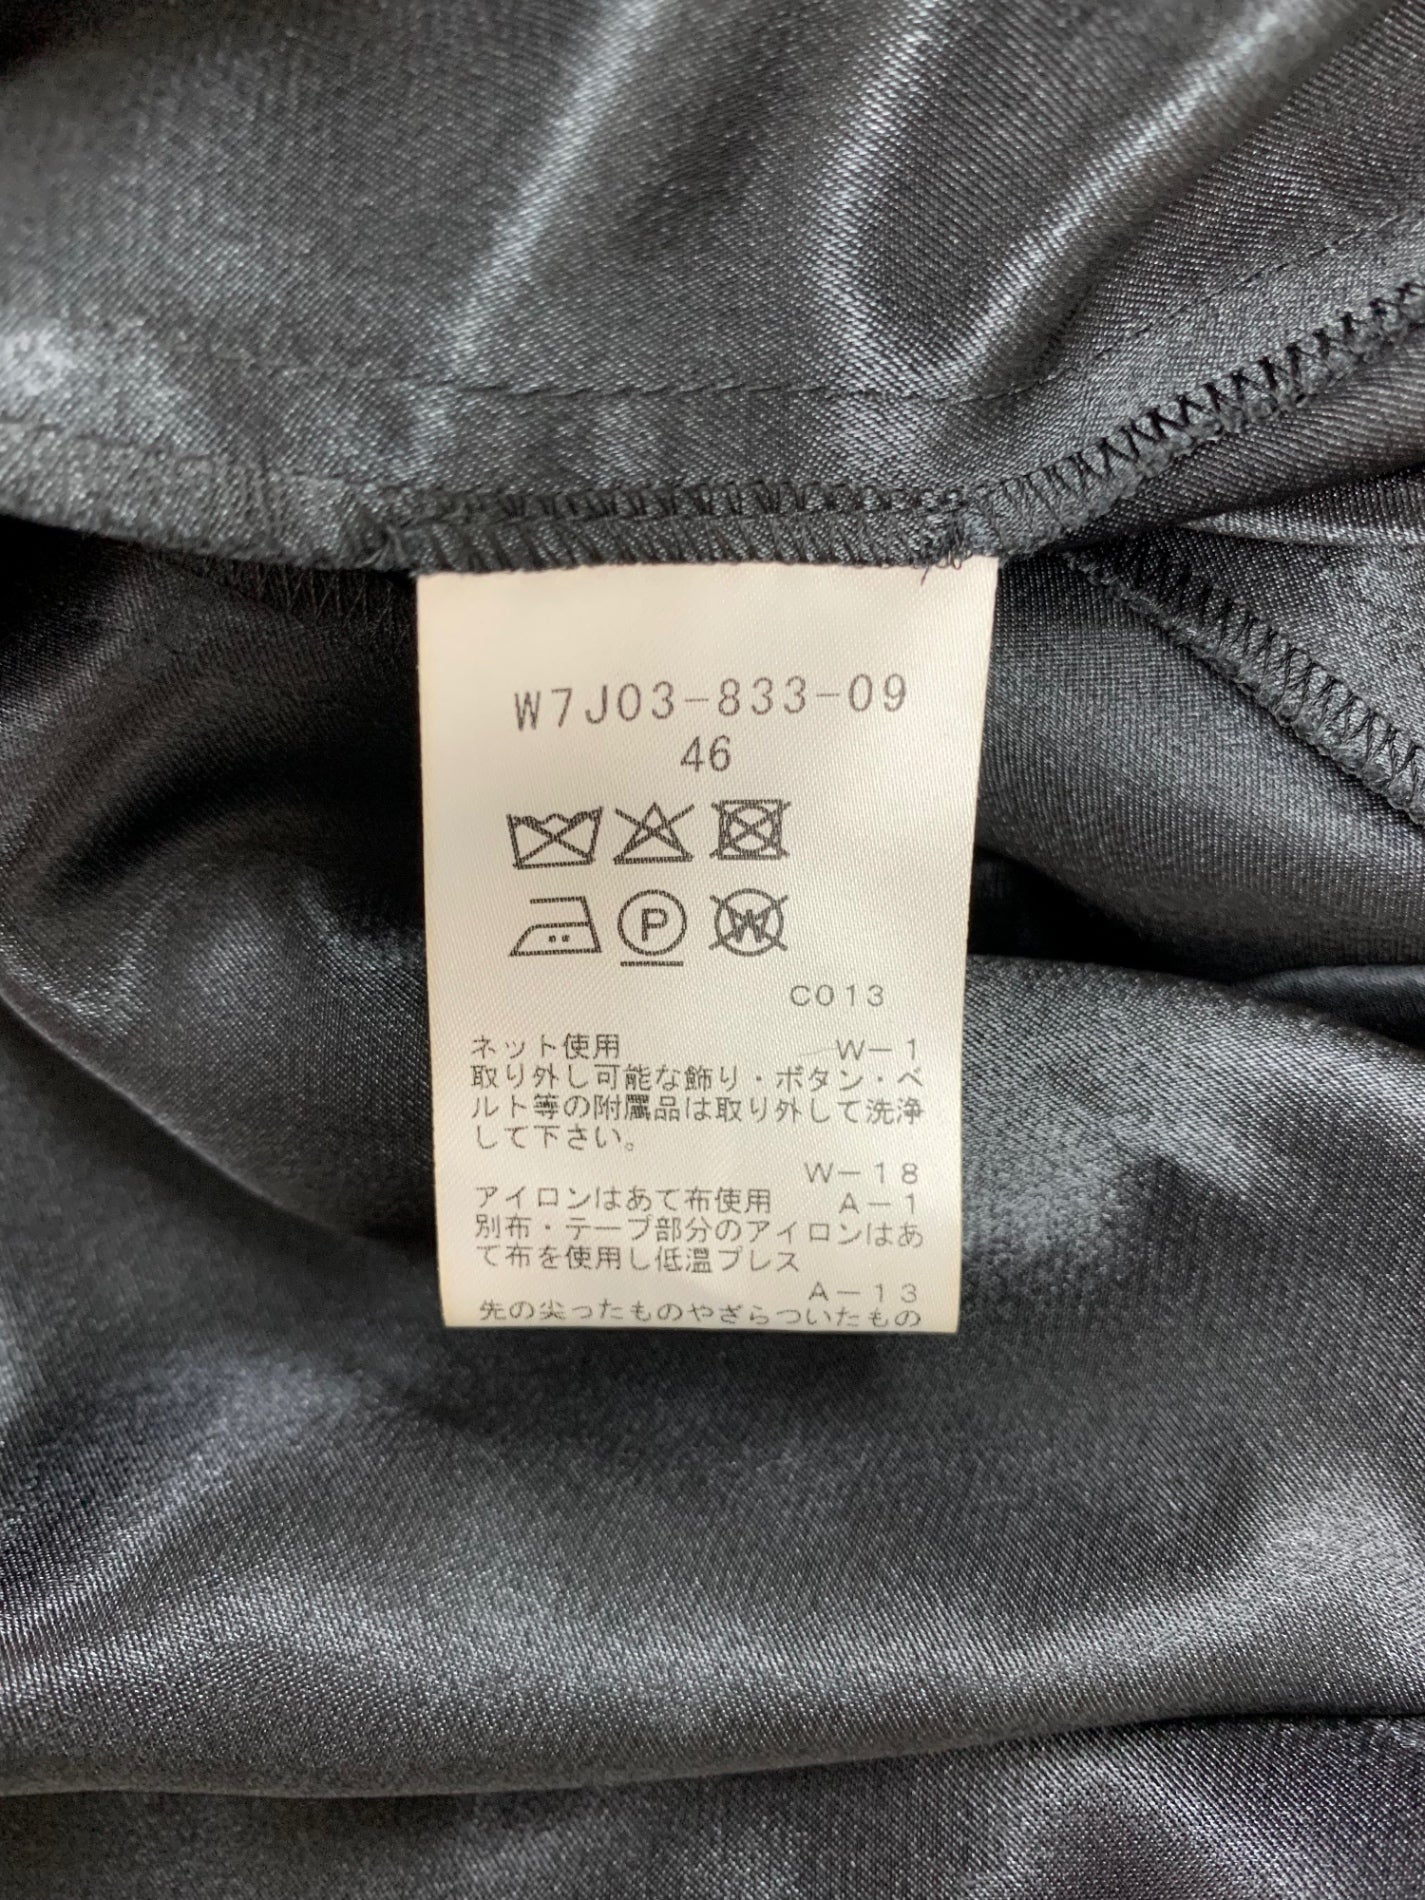 W7J03-833-09
46
P
W
C013
ネット使用 W-1
取り外し可能な飾り・ボタン・ベ
ルト等の附属品は取り外して洗浄
して下さい。
W-18
アイロンはあて布使用 A-1
別布・テープ部分のアイロンはあ
て布を使用し低温プレス
A-13
先の尖ったものやざらついたもの